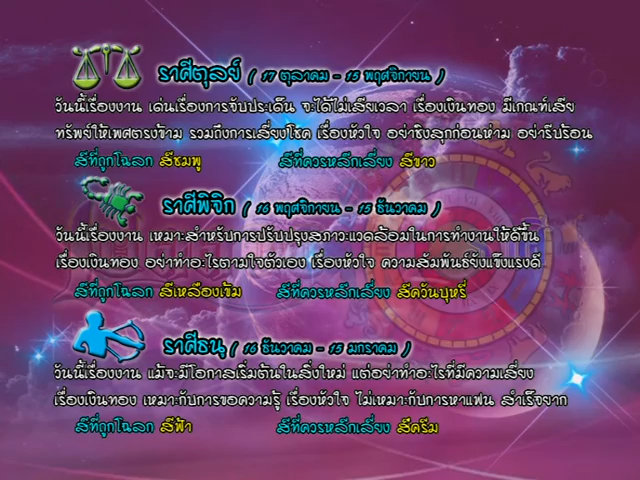 ราศีตุลย์ ( 17 ตุลาคม - 15 พฤศจิกายน )
วันนี้เรื่องงาน เด่นเรื่องการจับประเด็น จะได้ไม่เสียเวลา เรื่องเงินทอง มีเกณฑ์เสีย
ทรัพย์ให้เพศตรงข้าม รวมถึงการเสี่ยงโชค เรื่องหัวใจ อย่าชิงสุกก่อนห่าม อย่ารีบร้อน
สีที่ถูกโฉลก สีชมพู สีที่ควรหลีกเลี่ยง สีขาว
ราศีพิจิก ( 16 พฤศจิกายน - 15 ธันวาคม )
วันนี้เรื่องงาน เหมาะสำหรับการปรับปรุงสภาวะแวดล้อมในการทำงานให้ดีขึ้น
เรื่องเงินทอง อย่าทำอะไรตามใจตัวเอง เรื่องหัวใจ ความสัมพันธ์ยังแข็งแรงดี
สีที่ถูกโฉลก สีเหลืองเข้ม สีที่ควรหลีกเลี่ยง สีควันบุหรี่
ราศีธนู ( 16 ธันวาคม - 15 มกราคม )
วันนี้เรื่องงาน แม้จะมีโอกาสเริ่มต้นในสิ่งใหม่ แต่อย่าทำอะไรที่มีความเสี่ยง
เรื่องเงินทอง เหมาะกับการขอความรู้ เรื่องหัวใจ ไม่เหมาะกับการหาแฟน สำเร็จยาก
สีที่ถูกโฉลก สีฟ้า สีที่ควรหลีกเลี่ยง สีครีม